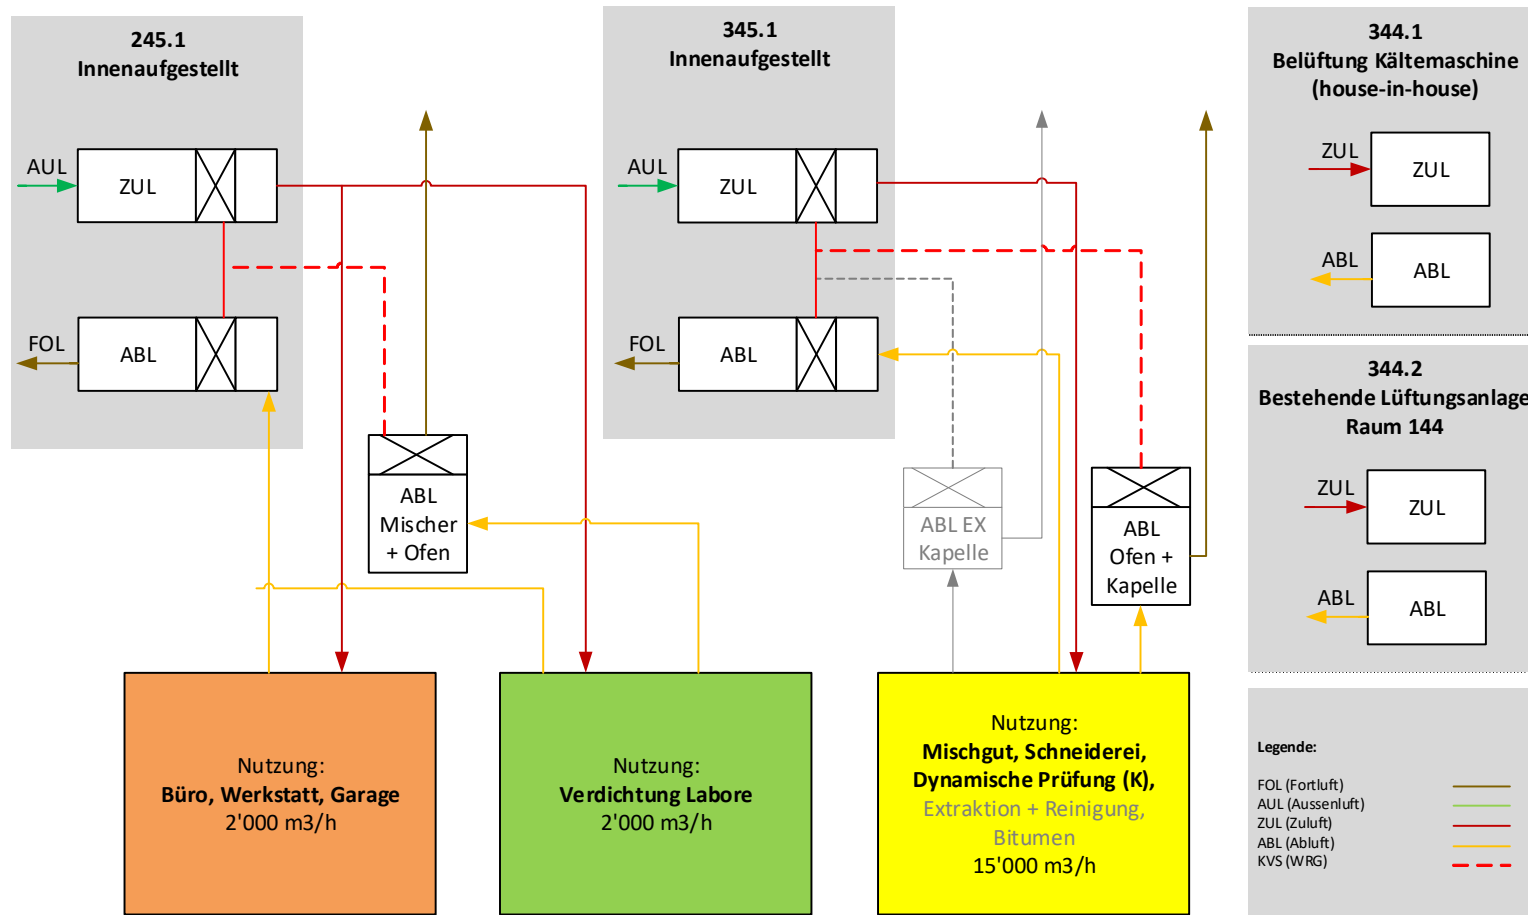 245.1
Innenaufgestellt
AUL
ZUL
FOL
ABL
ABL
Mischer
+ Ofen
345.1
Innenaufgestellt
AUL
ZUL
FOL
ABL
ABL EX
Kapelle
ABL
Ofen +
Kapelle
344.1
Belüftung Kältemaschine
(house-in-house)
ZUL
ZUL
ABL
ABL
344.2
Bestehende Lüftungsanlage
Raum 144
ZUL
ZUL
ABL
ABL
Nutzung:
Büro, Werkstatt, Garage
2'000 m3/h
Nutzung:
Verdichtung Labore
2'000 m3/h
Nutzung:
Mischgut, Schneiderei,
Dynamische Prüfung (K),
Extraktion + Reinigung,
Bitumen
15'000 m3/h
Legende:
FOL (Fortluft)
AUL (Aussenluft)
ZUL (Zuluft)
ABL (Abluft)
KVS (WRG)